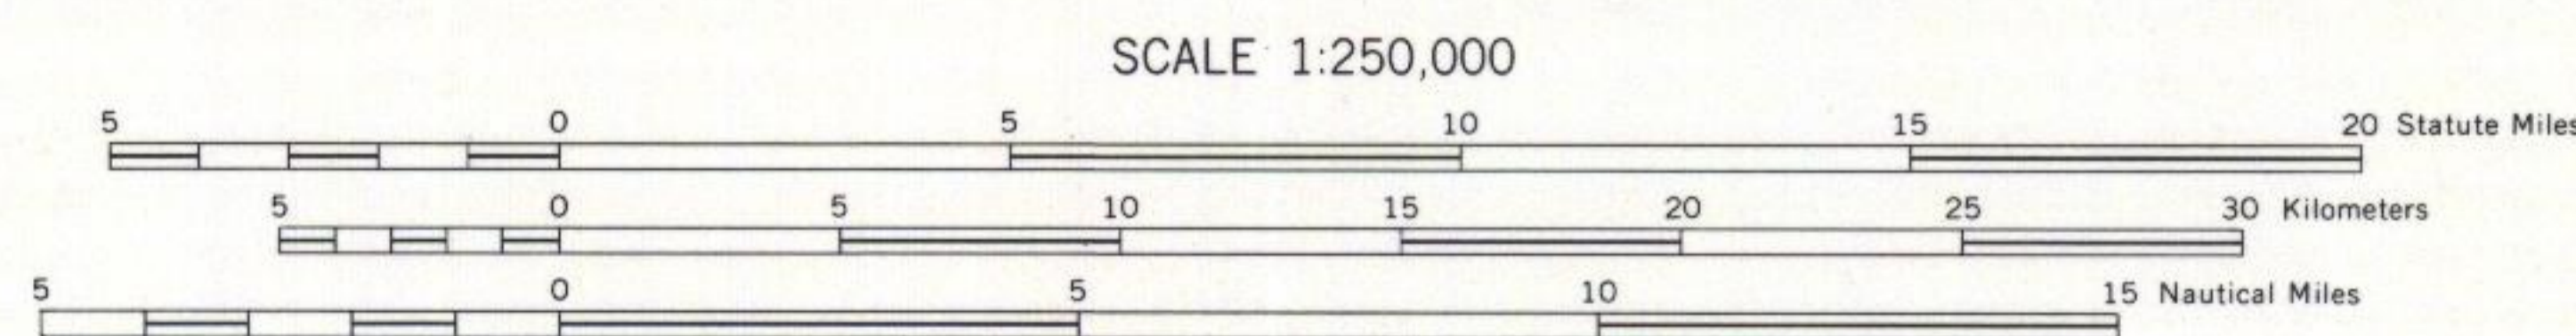 SCALE 1:250,000
5 0 5 10 15 20 Statute Miles
5 0 5 10 15 20 25 30 Kilometers
5 0 5 10 15 Nautical Miles